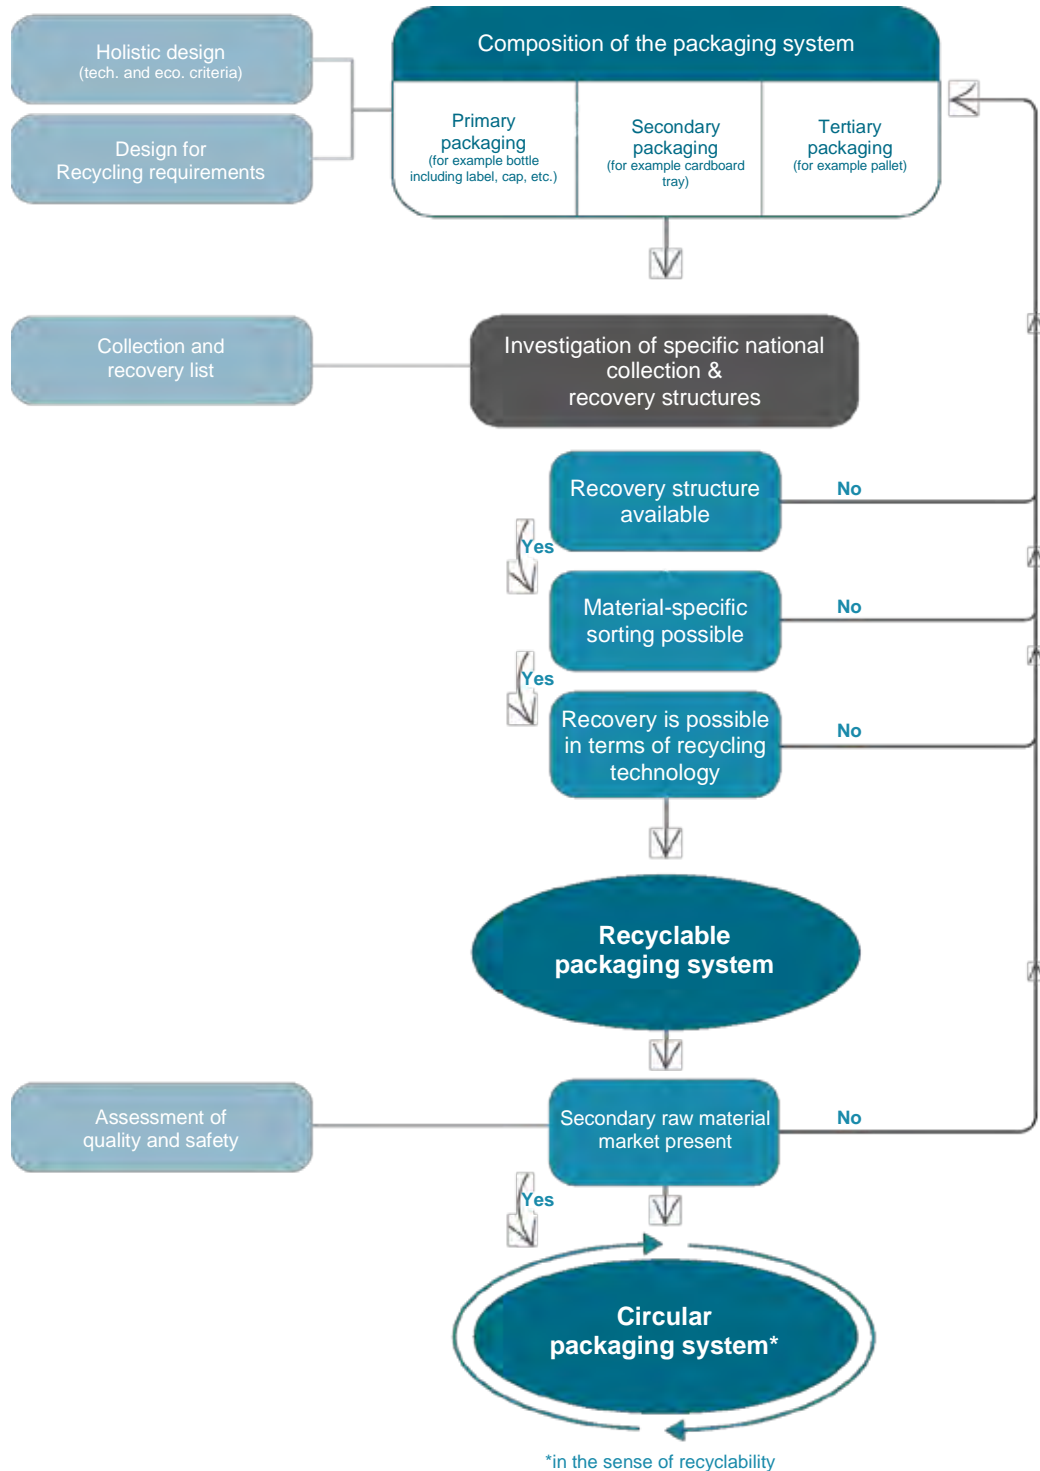 Holistic design
(tech. and eco. criteria)
Design for
Recycling requirements
Composition of the packaging system
Primary
packaging
(for example bottle
including label, cap, etc.)
Secondary
packaging
(for example cardboard
tray)
Tertiary
packaging
(for example pallet)
Collection and
recovery list
Investigation of specific national
collection &
recovery structures
Recovery structure
available
No
Yes
Material-specific
sorting possible
No
Yes
Recovery is possible
in terms of recycling
technology
No
Recyclable
packaging system
Assessment of
quality and safety
Secondary raw material
market present
No
Yes
Circular
packaging system*
*in the sense of recyclability